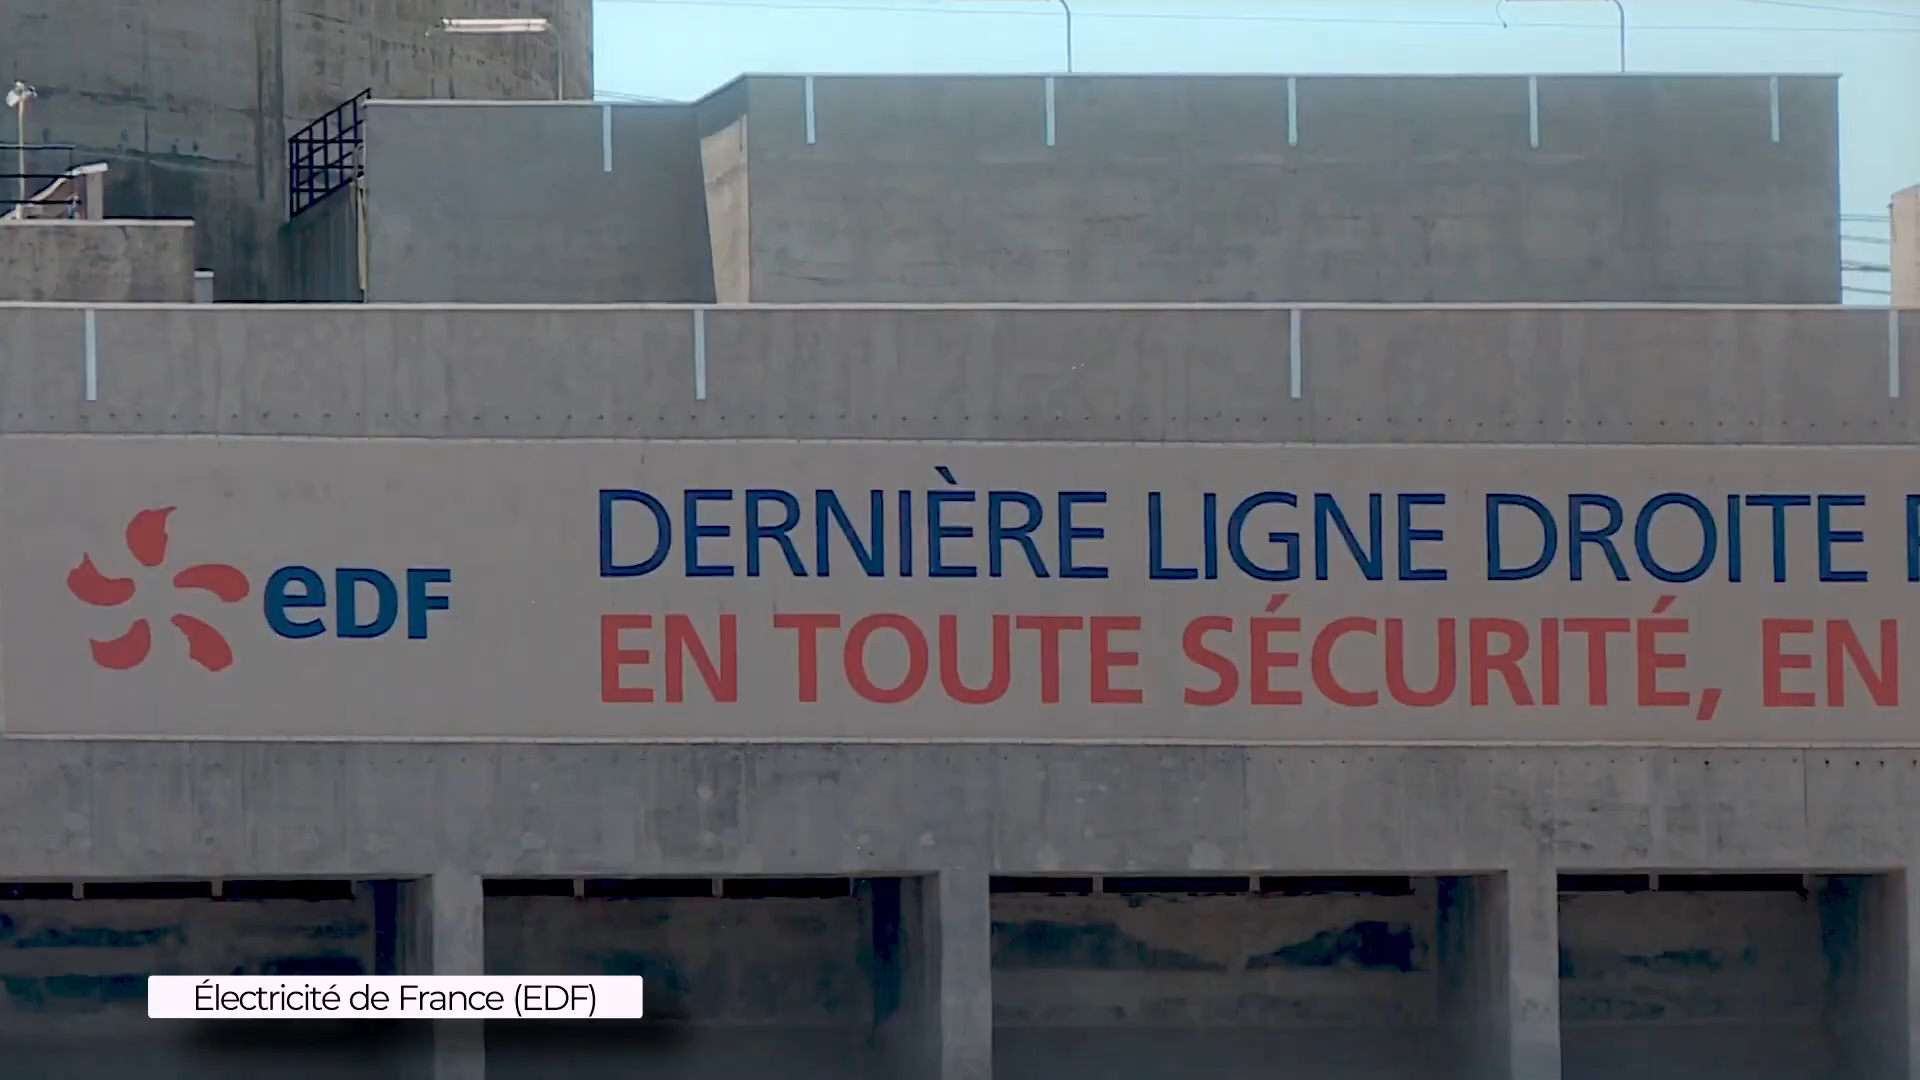 edF
DERNIÈRE LIGNE DROITE
EN TOUTE SÉCURITÉ, EN
Électricité de France (EDF)